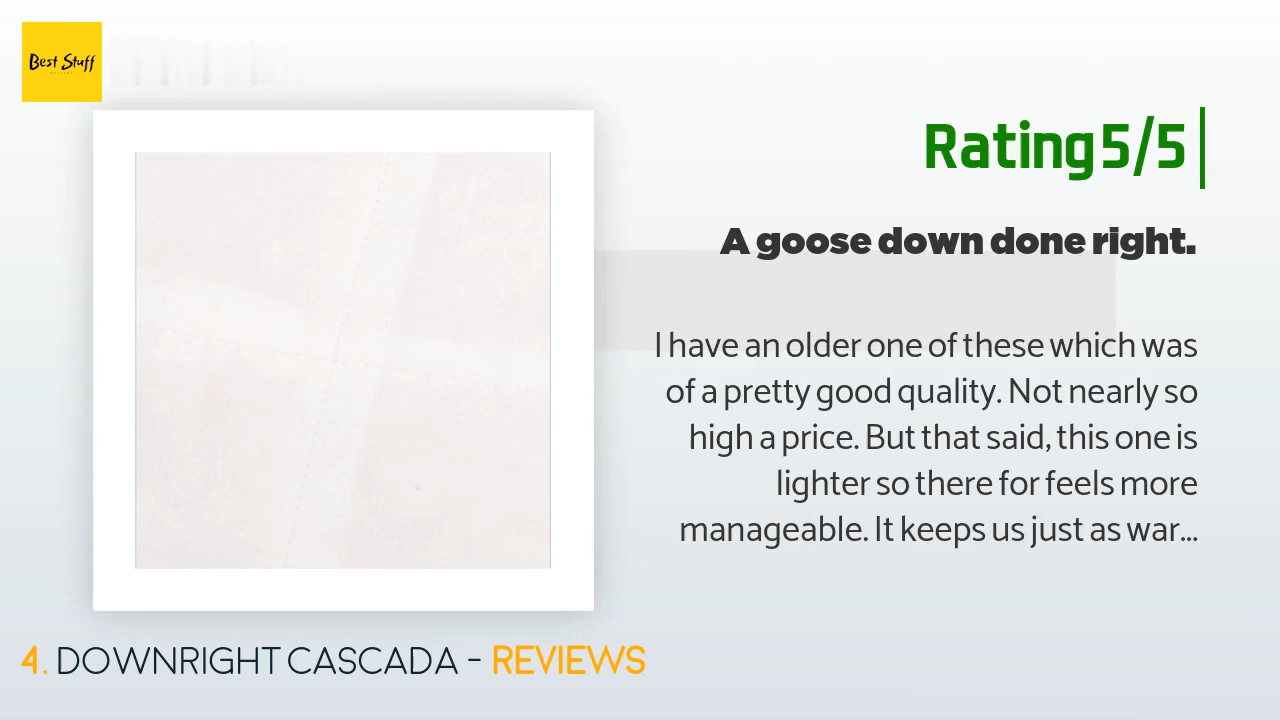 Best Stuff
Rating 5/5
A goose down done right.
I have an older one of these which was
of a pretty good quality. Not nearly so
high a price. But that said, this one is
lighter so there for feels more
manageable. It keeps us just as war...
4. DOWNRIGHT CASCADA - REVIEWS